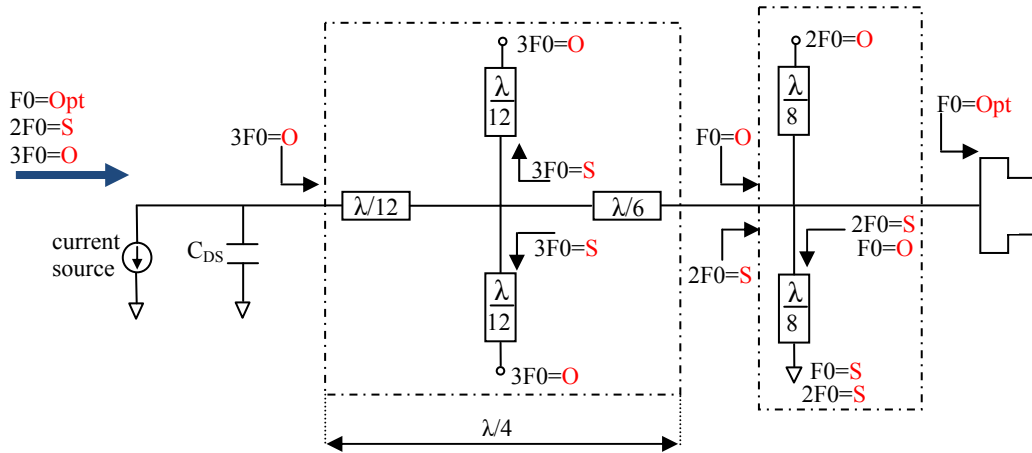 F0=Opt
2F0=S
3F0=O
current
source
C_DS
3F0=O
3F0=O
λ/12
3F0=S
λ/12
λ/6
3F0=S
λ/12
3F0=O
λ/4
F0=O
2F0=S
2F0=O
λ/8
2F0=S
F0=O
λ/8
F0=S
2F0=S
F0=Opt